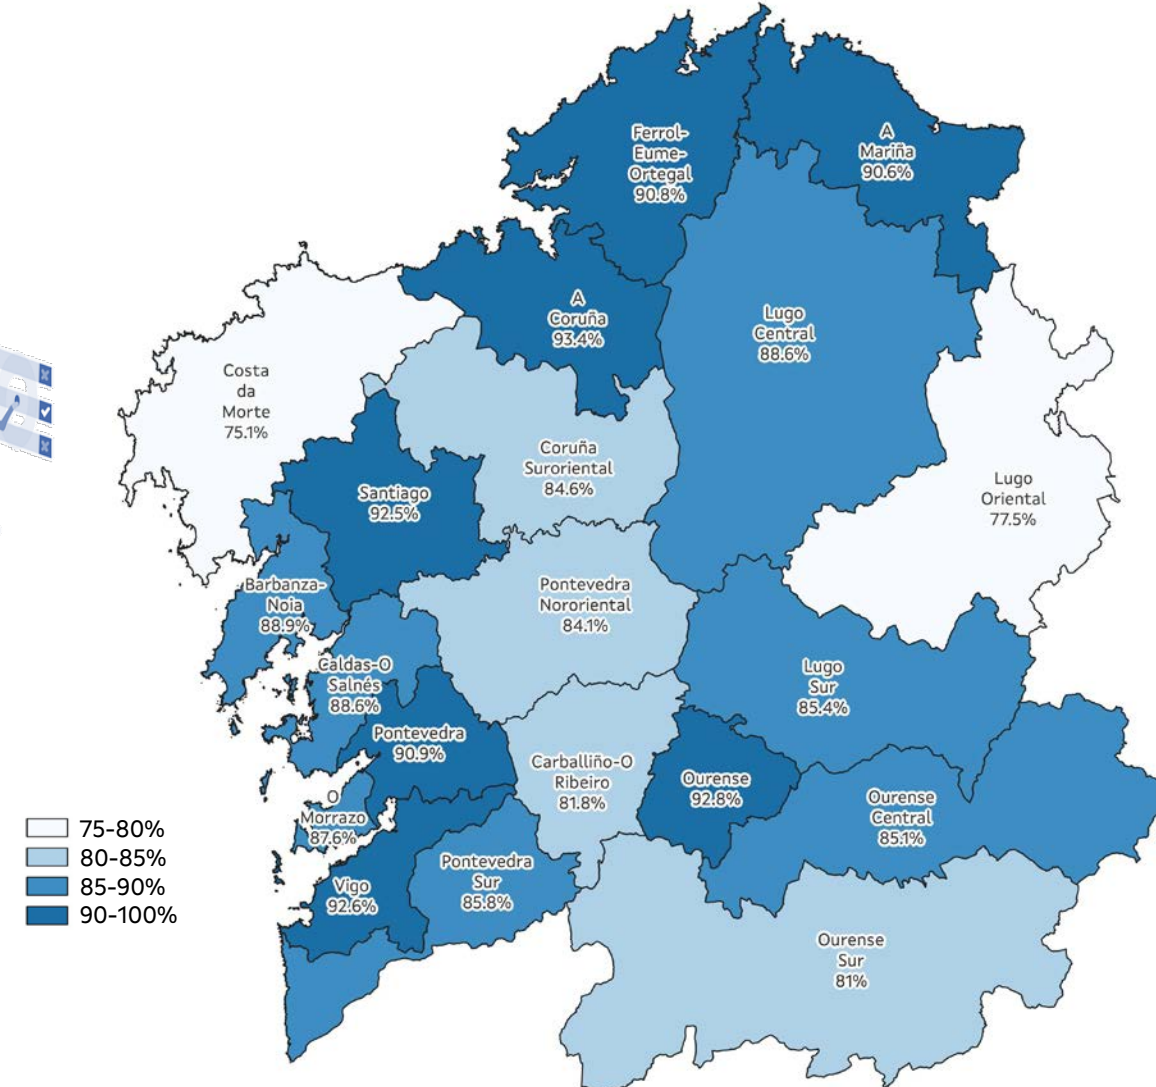 Ferrol-
Eume-
Ortegal
90.8%
A
Mariña
90.6%
A
Coruña
93.4%
Lugo
Central
88.6%
Costa
da
Morte
75.1%
Coruña
Suroriental
84.6%
Santiago
92.5%
Lugo
Oriental
77.5%
Barbanza-
Noia
88.9%
Pontevedra
Nororiental
84.1%
Caldas-O
Salnés
88.6%
Lugo
Sur
85.4%
Pontevedra
90.9%
Carballiño-O
Ribeiro
81.8%
Ourense
92.8%
O
Morrazo
87.6%
Ourense
Central
85.1%
Vigo
92.6%
Pontevedra
Sur
85.8%
Ourense
Sur
81%
75-80%
80-85%
85-90%
90-100%